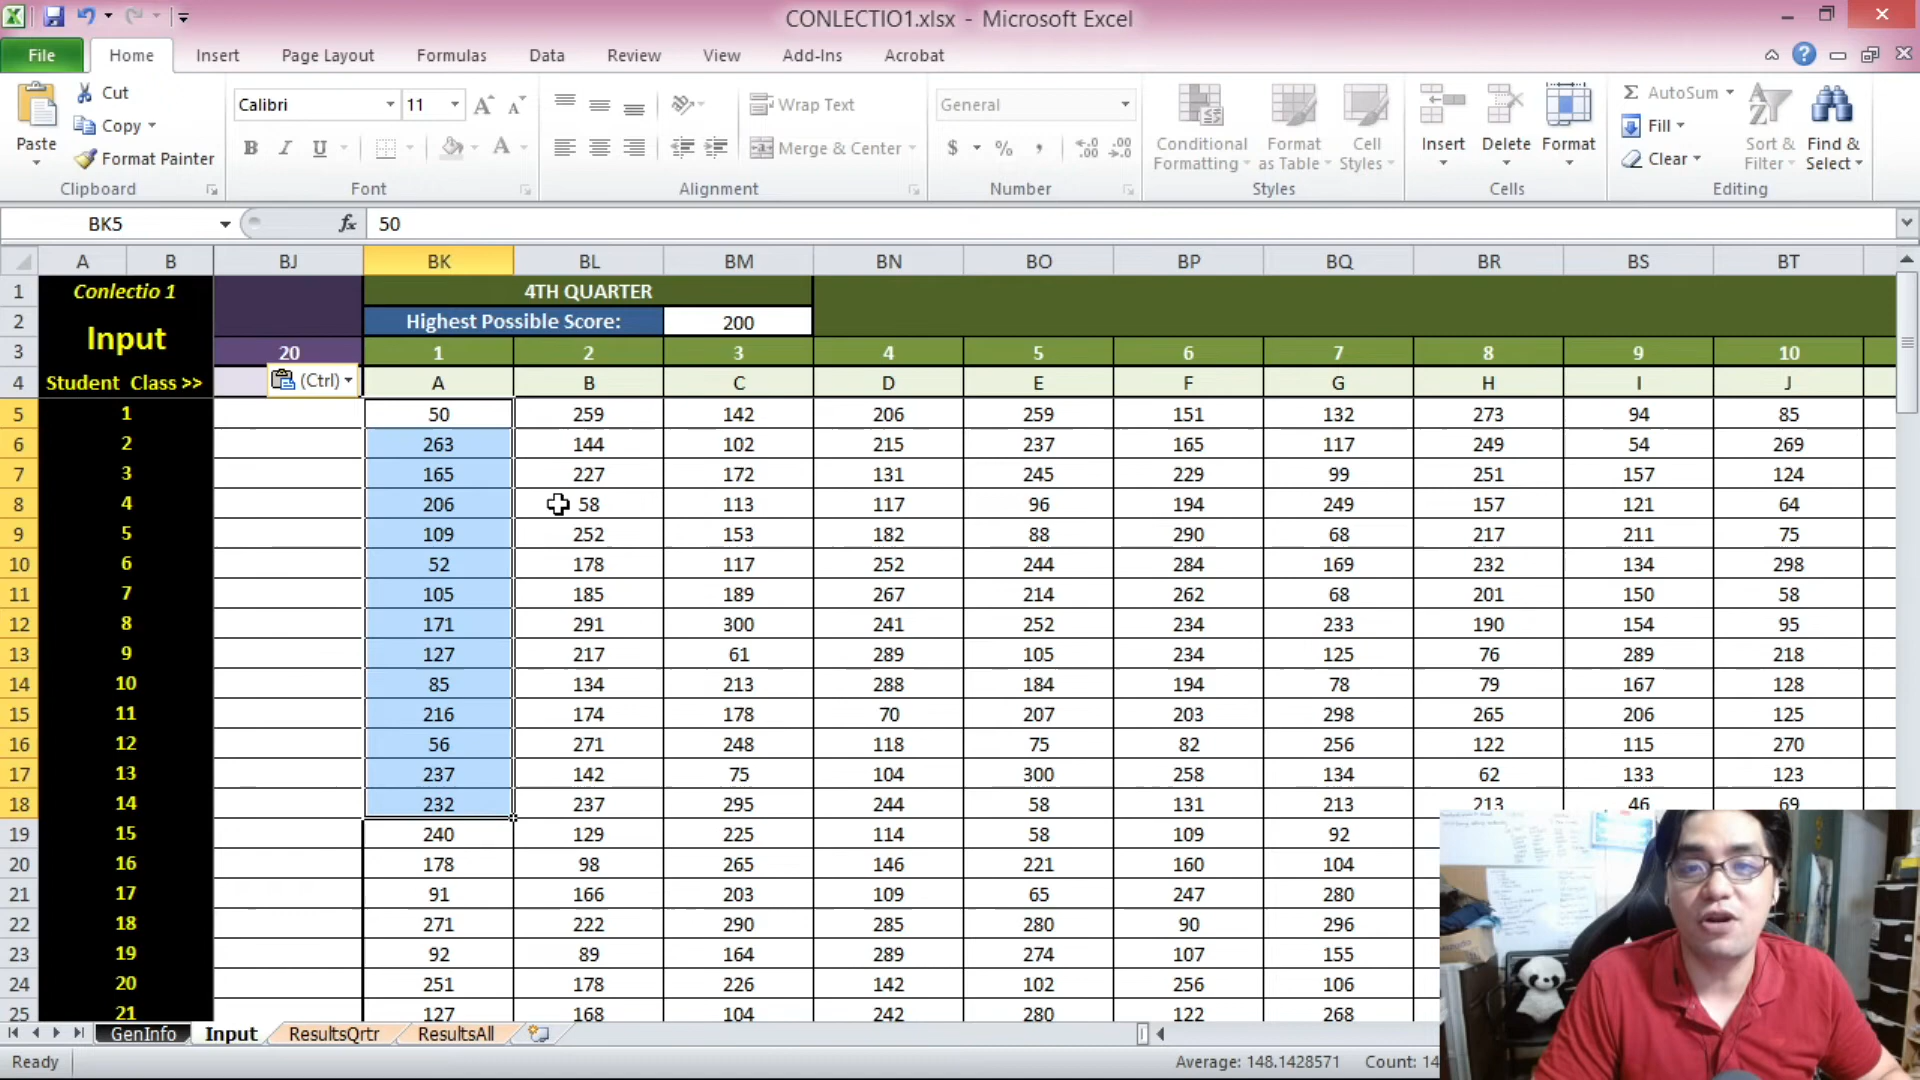 CONLECTIO1.xlsx - Microsoft Excel
File Home Insert Page Layout Formulas Data Review View Add-Ins Acrobat
Paste Cut Copy Format Painter Clipboard
Calibri 11 B I U Font
Wrap Text Merge & Center Alignment
General $ % , Number
Conditional Formatting Format as Table Cell Styles Styles
Insert Delete Format Cells
AutoSum Fill Clear Sort & Filter Find & Select Editing
BK5 fx 50
A B BJ BK BL BM BN BO BP BQ BR BS BT
1 Conlectio 1 4TH QUARTER
2 Input Highest Possible Score: 200
3 20 1 2 3 4 5 6 7 8 9 10
4 Student Class >> (Ctrl) A B C D E F G H I J
5 1 50 259 142 206 259 151 132 273 94 85
6 2 263 144 102 215 237 165 117 249 54 269
7 3 165 227 172 131 245 229 99 251 157 124
8 4 206 58 113 117 96 194 249 157 121 64
9 5 109 252 153 182 88 290 68 217 211 75
10 6 52 178 117 252 244 284 169 232 134 298
11 7 105 185 189 267 214 262 68 201 150 58
12 8 171 291 300 241 252 234 233 190 154 95
13 9 127 217 61 289 105 234 125 76 289 218
14 10 85 134 213 288 184 194 78 79 167 128
15 11 216 174 178 70 207 203 298 265 206 125
16 12 56 271 248 118 75 82 256 122 115 270
17 13 237 142 75 104 300 258 134 62 133 123
18 14 232 237 295 244 58 131 213 213 46 69
19 15 240 129 225 114 58 109 92
20 16 178 98 265 146 221 160 104
21 17 91 166 203 109 65 247 280
22 18 271 222 290 285 280 90 296
23 19 92 89 164 289 274 107 155
24 20 251 178 226 142 102 256 106
25 21 127 168 104 242 280 122 268
GenInfo Input ResultsQrtr ResultsAll
Ready Average: 148.1428571 Count: 14